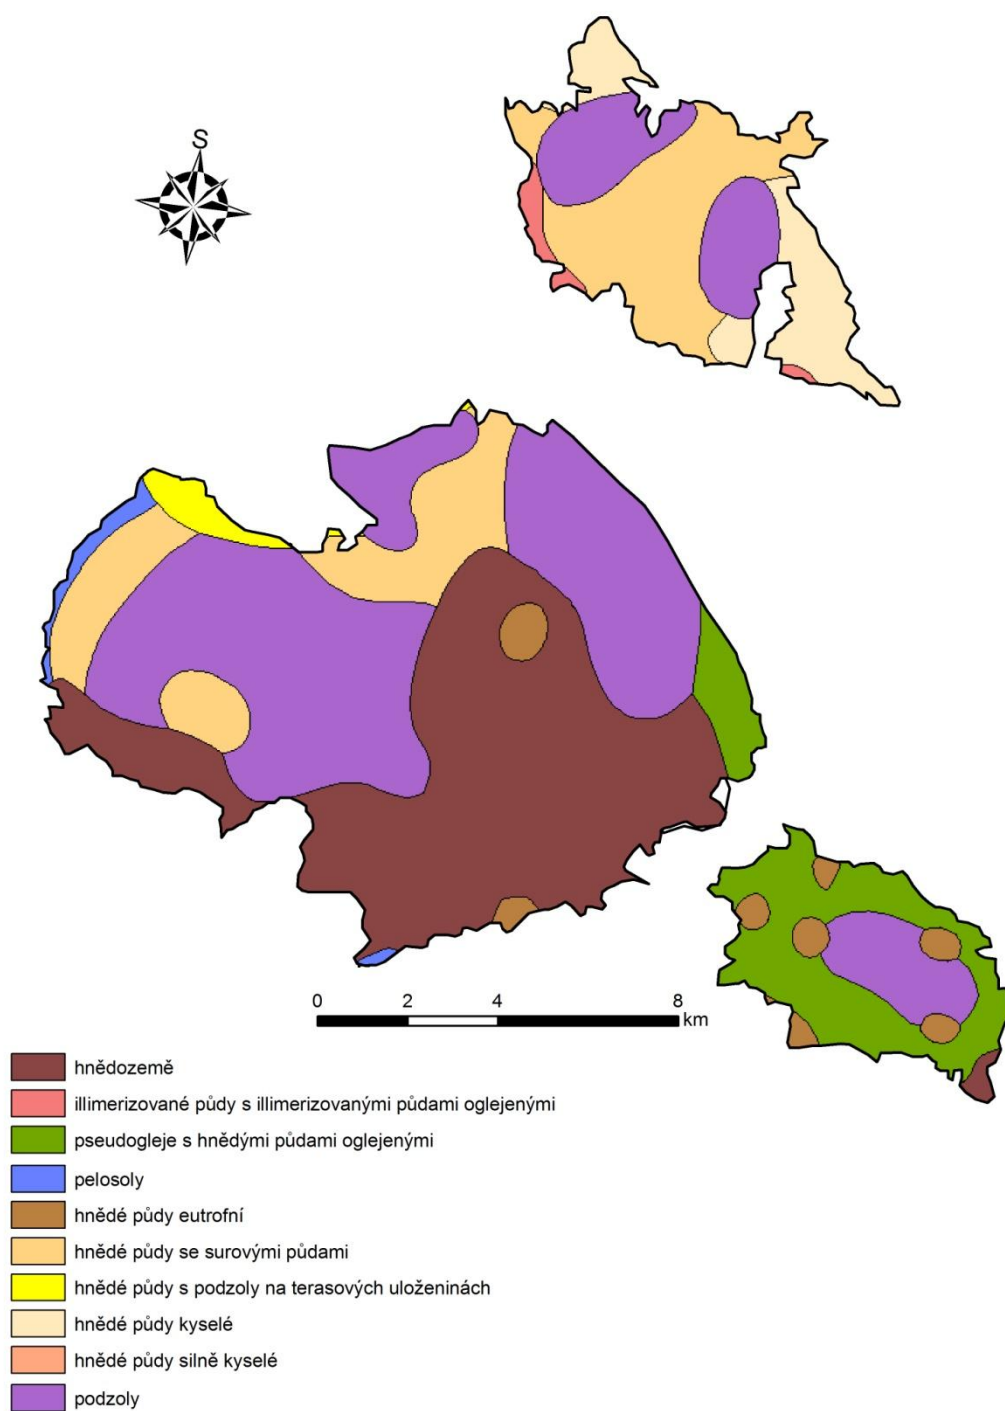 S
0 2 4 8
km
hnědozemě
illimerizované půdy s illimerizovanými půdami oglejenými
pseudogleje s hnědými půdami oglejenými
pelosoly
hnědé půdy eutrofní
hnědé půdy se surovými půdami
hnědé půdy s podzoly na terasových uloženinách
hnědé půdy kyselé
hnědé půdy silně kyselé
podzoly